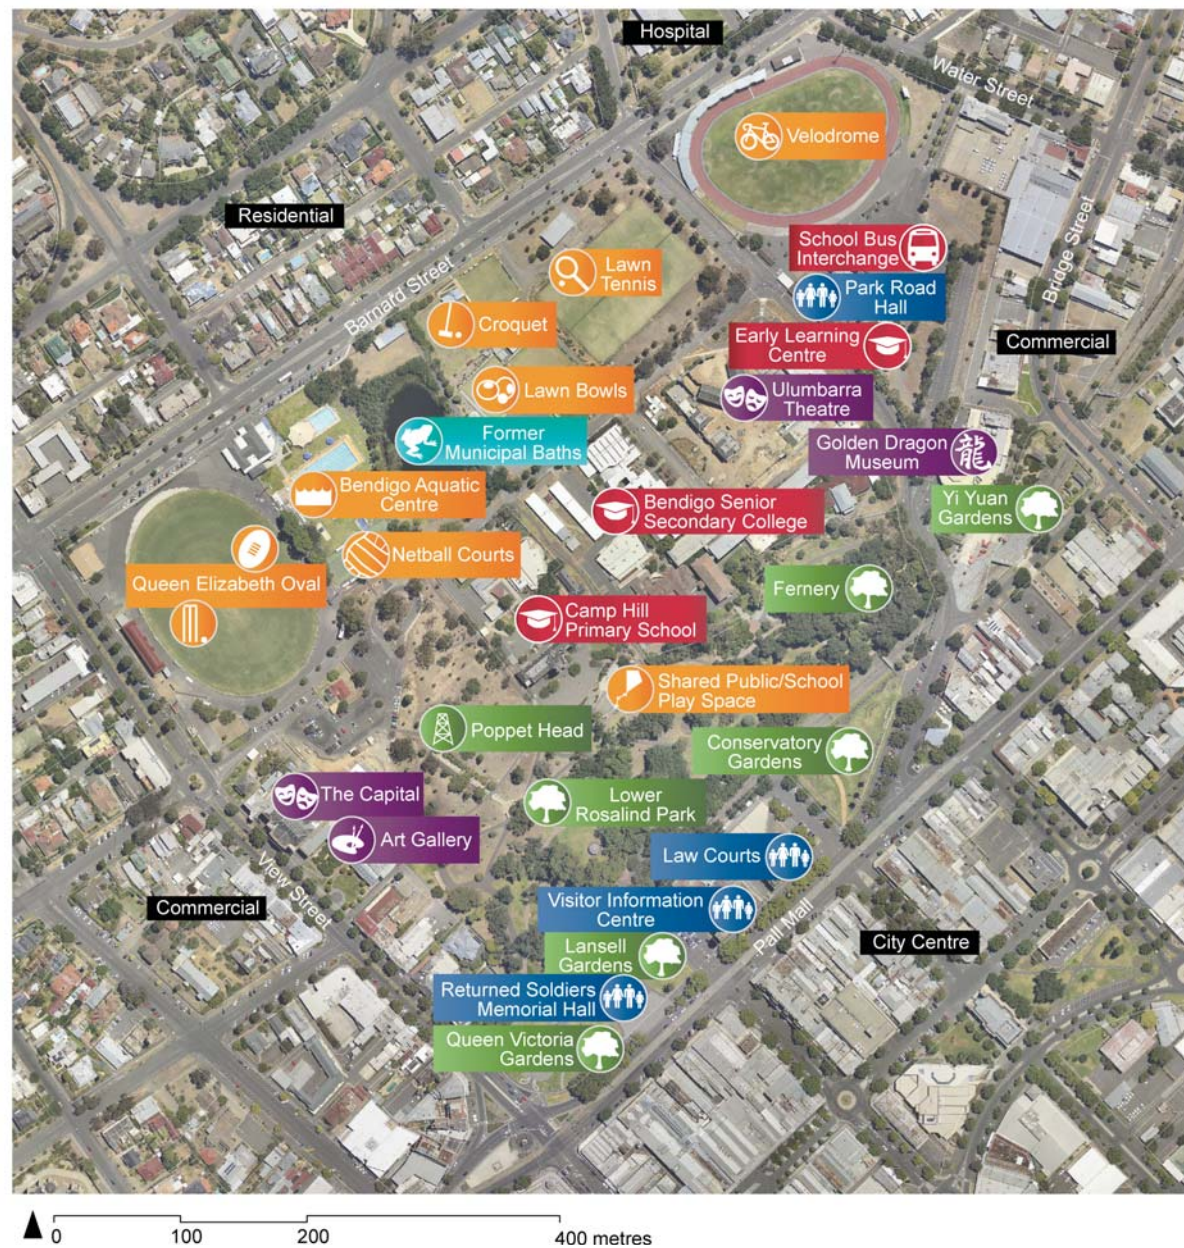 Hospital
Water Street
Velodrome
Residential
School Bus
Interchange
Bridge Street
Barnard Street
Lawn
Tennis
Park Road
Hall
Croquet
Early Learning
Centre
Commercial
Lawn Bowls
Ulumbarra
Theatre
Former
Municipal Baths
Golden Dragon
Museum
龍
Bendigo Aquatic
Centre
Bendigo Senior
Secondary College
Yi Yuan
Gardens
Netball Courts
Queen Elizabeth Oval
Fernery
Camp Hill
Primary School
Shared Public/School
Play Space
Poppet Head
Conservatory
Gardens
The Capital
Lower
Rosalind Park
Art Gallery
Law Courts
View Street
Commercial
Visitor Information
Centre
Pall Mall
City Centre
Lansell
Gardens
Returned Soldiers
Memorial Hall
Queen Victoria
Gardens
0 100 200 400 metres